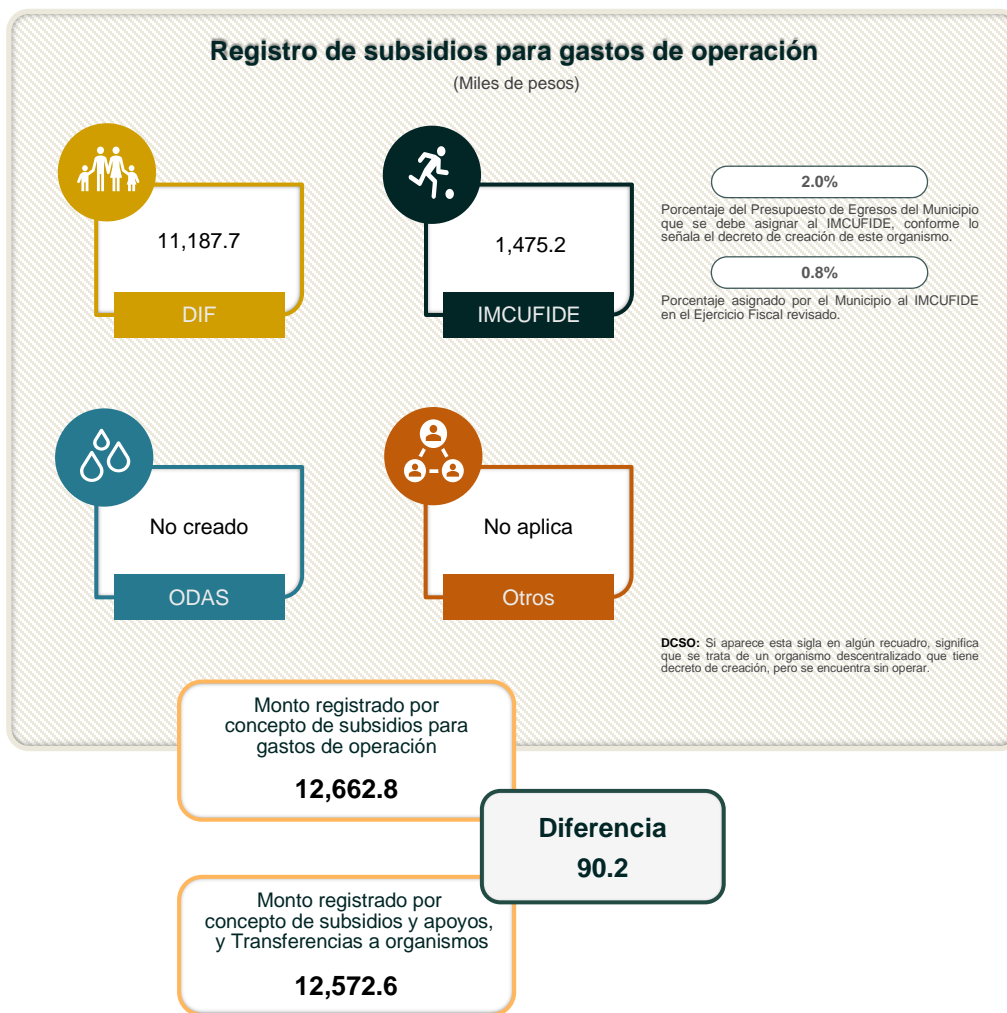 Registro de subsidios para gastos de operación
(Miles de pesos)
11,187.7
DIF
1,475.2
IMCUFIDE
2.0%
Porcentaje del Presupuesto de Egresos del Municipio
que se debe asignar al IMCUFIDE, conforme lo
señala el decreto de creación de este organismo.
0.8%
Porcentaje asignado por el Municipio al IMCUFIDE
en el Ejercicio Fiscal revisado.
No creado
ODAS
No aplica
Otros
DCSO: Si aparece esta sigla en algún recuadro, significa
que se trata de un organismo descentralizado que tiene
decreto de creación, pero se encuentra sin operar.
Monto registrado por
concepto de subsidios para
gastos de operación
12,662.8
Diferencia
90.2
Monto registrado por
concepto de subsidios y apoyos,
y Transferencias a organismos
12,572.6